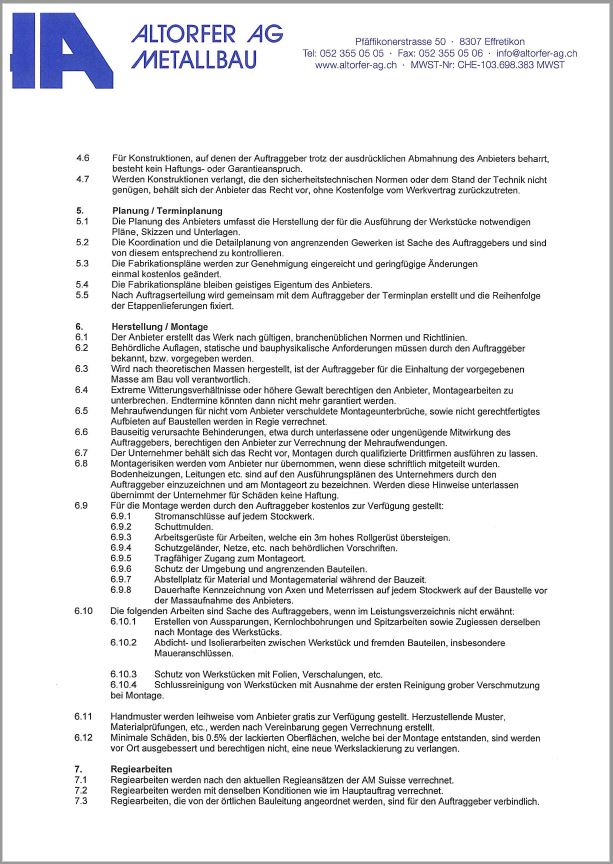 ALTORFER AG
METALLBAU
Pfäffikonerstrasse 50 · 8307 Effretikon
Tel: 052 355 05 05 · Fax: 052 355 05 06 · info@altorfer-ag.ch
www.altorfer-ag.ch · MWST-Nr: CHE-103.698.383 MWST
4.6 Für Konstruktionen, auf denen der Auftraggeber trotz der ausdrücklichen Abmahnung des Anbieters beharrt,
besteht kein Haftungs- oder Garantieanspruch.
4.7 Werden Konstruktionen verlangt, die den sicherheitstechnischen Normen oder dem Stand der Technik nicht
genügen, behält sich der Anbieter das Recht vor, ohne Kostenfolge vom Werkvertrag zurückzutreten.
5. Planung / Terminplanung
5.1 Die Planung des Anbieters umfasst die Herstellung der für die Ausführung der Werkstücke notwendigen
Pläne, Skizzen und Unterlagen.
5.2 Die Koordination und die Detailplanung von angrenzenden Gewerken ist Sache des Auftraggebers und sind
von diesem entsprechend zu kontrollieren.
5.3 Die Fabrikationspläne werden zur Genehmigung eingereicht und geringfügige Änderungen
einmal kostenlos geändert.
5.4 Die Fabrikationpläne bleiben geistiges Eigentum des Anbieters.
5.5 Nach Auftragserteilung wird gemeinsam mit dem Auftraggeber der Terminplan erstellt und die Reihenfolge
der Etappenlieferungen fixiert.
6. Herstellung / Montage
6.1 Der Anbieter erstellt das Werk nach gültigen, branchenüblichen Normen und Richtlinien.
6.2 Behördliche Auflagen, statische und bauphysikalische Anforderungen müssen durch den Auftraggeber
bekannt, bzw. vorgegeben werden.
6.3 Wird nach theoretischen Massen hergestellt, ist der Auftraggeber für die Einhaltung der vorgegebenen
Masse am Bau voll verantwortlich.
6.4 Extreme Witterungsverhältnisse oder höhere Gewalt berechtigen den Anbieter, Montagearbeiten zu
unterbrechen. Endtermine könnten dann nicht mehr garantiert werden.
6.5 Mehraufwendungen für nicht vom Anbieter verschuldete Montageunterbrüche, sowie nicht gerechtfertigtes
Aufbieten auf Baustellen werden in Regie verrechnet.
6.6 Bauseitig verursachte Behinderungen, etwa durch unterlassene oder ungenügende Mitwirkung des
Auftraggebers, berechtigen den Anbieter zur Verrechnung der Mehraufwendungen.
6.7 Der Unternehmer behält sich das Recht vor, Montagen durch qualifizierte Drittfirmen ausführen zu lassen.
6.8 Montagerisiken werden vom Anbieter nur übernommen, wenn diese schriftlich mitgeteilt wurden.
Bodenheizungen, Leitungen etc. sind auf den Ausführungsplänen des Unternehmers durch den
Auftraggeber einzuzeichnen und am Montageort zu bezeichnen. Werden diese Hinweise unterlassen
übernimmt der Unternehmer für Schäden keine Haftung.
6.9 Für die Montage werden durch den Auftraggeber kostenlos zur Verfügung gestellt:
6.9.1 Stromanschlüsse auf jedem Stockwerk.
6.9.2 Schuttmulden.
6.9.3 Arbeitsgerüste für Arbeiten, welche ein 3m hohes Rollgerüst übersteigen.
6.9.4 Schutzgeländer, Netze, etc. nach behördlichen Vorschriften.
6.9.5 Tragfähiger Zugang zum Montageort.
6.9.6 Schutz der Umgebung und angrenzenden Bauteilen.
6.9.7 Abstellplatz für Material und Montagematerial während der Bauzeit.
6.9.8 Dauerhafte Kennzeichnung von Axen und Meterrissen auf jedem Stockwerk auf der Baustelle vor
der Massaufnahme des Anbieters.
6.10 Die folgenden Arbeiten sind Sache des Auftraggebers, wenn im Leistungsverzeichnis nicht erwähnt:
6.10.1 Erstellen von Aussparungen, Kernlochbohrungen und Spitzarbeiten sowie Zugiessen derselben
nach Montage des Werkstücks.
6.10.2 Abdicht- und Isolierarbeiten zwischen Werkstück und fremden Bauteilen, insbesondere
Maueranschlüssen.
6.10.3 Schutz von Werkstücken mit Folien, Verschalungen, etc.
6.10.4 Schlussreinigung von Werkstücken mit Ausnahme der ersten Reinigung grober Verschmutzung
bei Montage.
6.11 Handmuster werden leihweise vom Anbieter gratis zur Verfügung gestellt. Herzustellende Muster,
Materialprüfungen, etc., werden nach Vereinbarung gegen Verrechnung erstellt.
6.12 Minimale Schäden, bis 0.5% der lackierten Oberflächen, welche bei der Montage entstanden, sind werden
vor Ort ausgebessert und berechtigen nicht, eine neue Werkslackierung zu verlangen.
7. Regiearbeiten
7.1 Regiearbeiten werden nach den aktuellen Regieansätzen der AM Suisse verrechnet.
7.2 Regiearbeiten werden mit denselben Konditionen wie im Hauptauftrag verrechnet.
7.3 Regiearbeiten, die von der örtlichen Bauleitung angeordnet werden, sind für den Auftraggeber verbindlich.